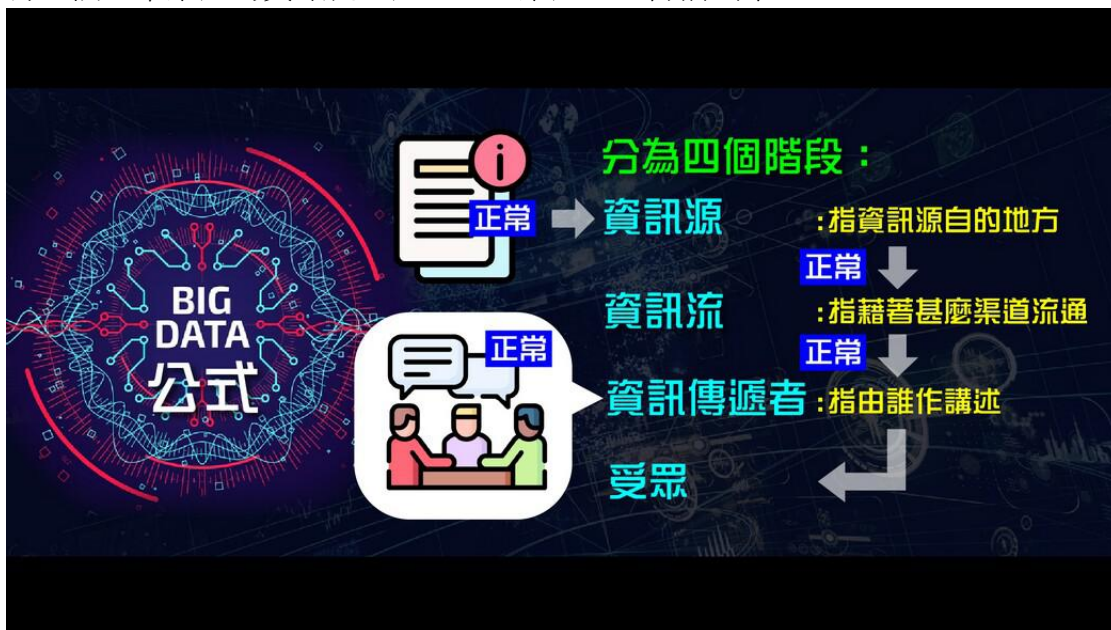 BIG
DATA
公式
i
正常
正常
分為四個階段：
資訊源 :指資訊源自的地方
正常
資訊流 :指藉著甚麼渠道流通
正常
資訊傳遞者 :指由誰作講述
受眾